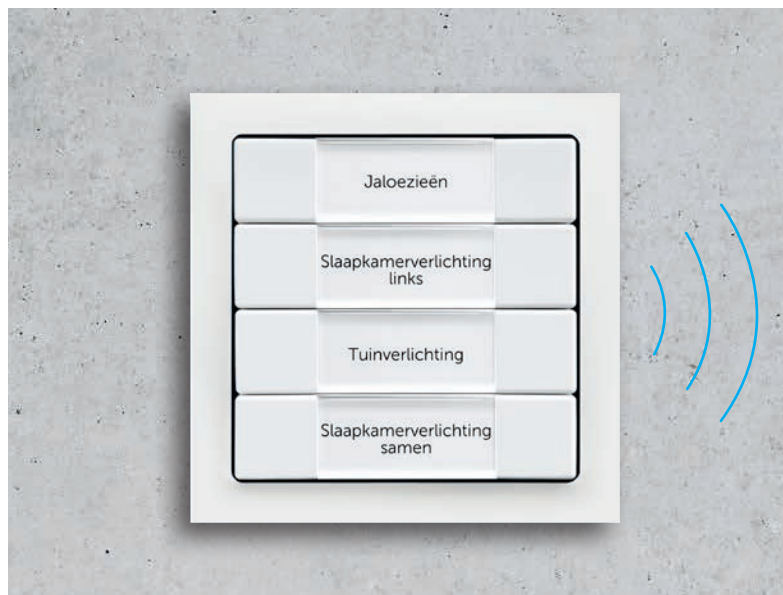 Jaloezieën
Slaapkamerverlichting
links
Tuinverlichting
Slaapkamerverlichting
samen